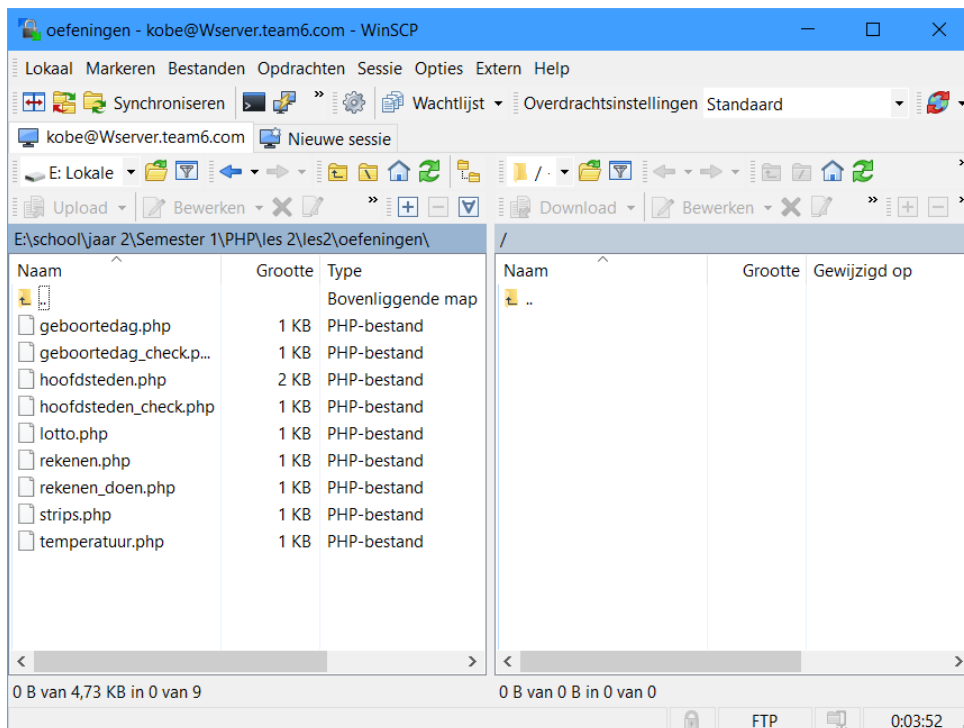 oefeningen - kobe@Wserver.team6.com - WinSCP
Lokaal Markeren Bestanden Opdrachten Sessie Opties Extern Help
Synchroniseren » Wachtlijst Overdrachtsinstellingen Standaard
kobe@Wserver.team6.com Nieuwe sessie
E: Lokale / ·
Upload Bewerken » Download Bewerken »
E:\school\jaar 2\Semester 1\PHP\les 2\les2\oefeningen\ /
Naam Grootte Type Naam Grootte Gewijzigd op
.. Bovenliggende map ..
geboortedag.php 1 KB PHP-bestand
geboortedag_check.p... 1 KB PHP-bestand
hoofdsteden.php 2 KB PHP-bestand
hoofdsteden_check.php 1 KB PHP-bestand
lotto.php 1 KB PHP-bestand
rekenen.php 1 KB PHP-bestand
rekenen_doen.php 1 KB PHP-bestand
strips.php 1 KB PHP-bestand
temperatuur.php 1 KB PHP-bestand
0 B van 4,73 KB in 0 van 9 0 B van 0 B in 0 van 0
FTP 0:03:52